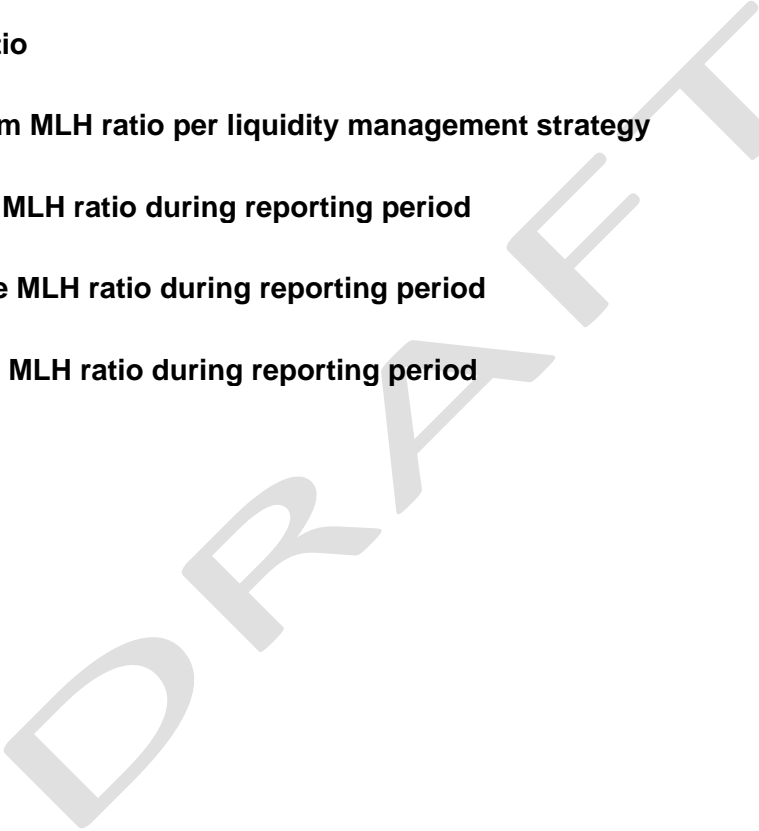 tio
m MLH ratio per liquidity management strategy
MLH ratio during reporting period
e MLH ratio during reporting period
MLH ratio during reporting period
DRAFT